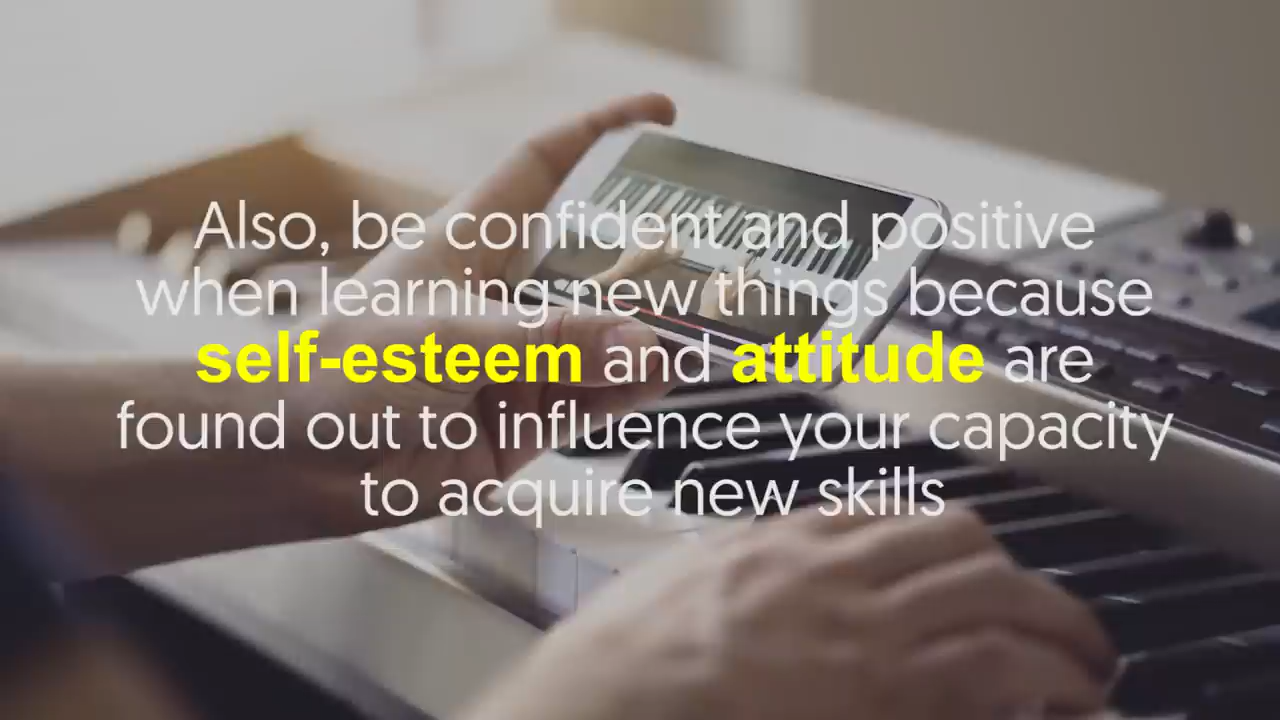 Also, be confident and positive
when learning new things because
self-esteem and attitude are
found out to influence your capacity
to acquire new skills